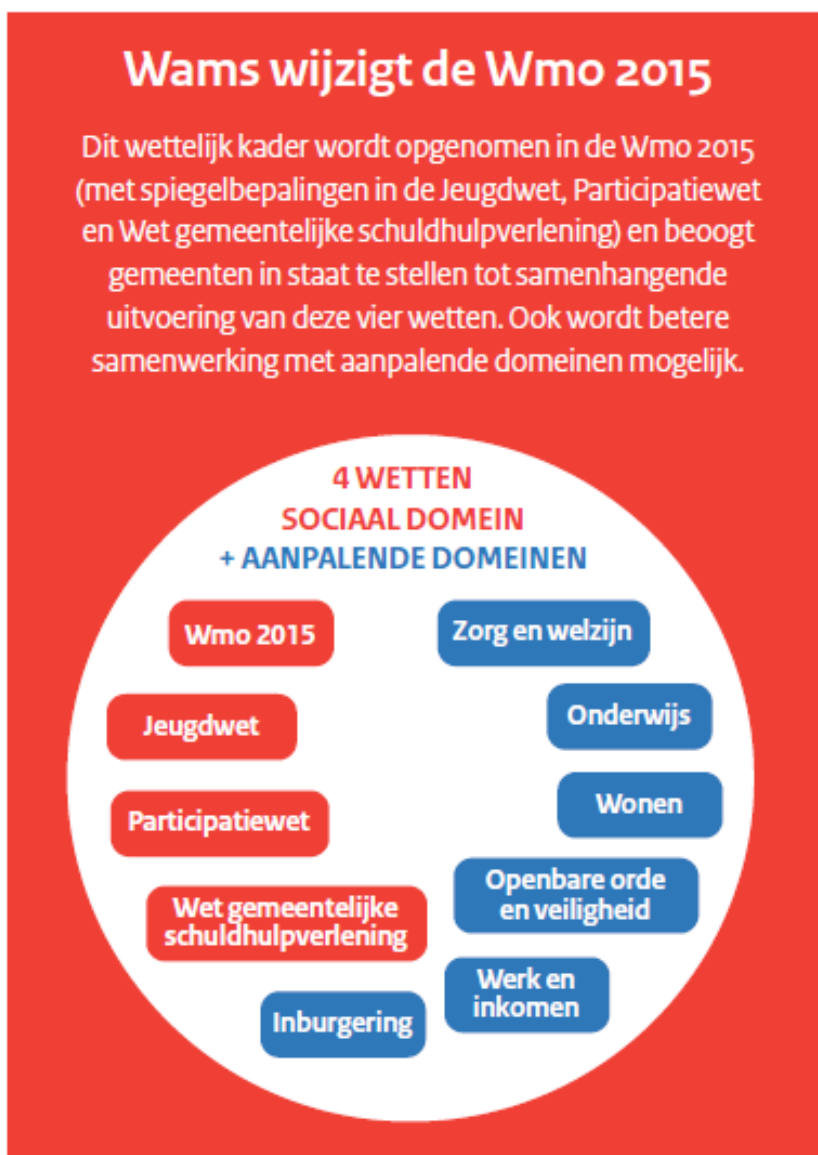 Wams wijzigt de Wmo 2015
Dit wettelijk kader wordt opgenomen in de Wmo 2015
(met spiegelbepalingen in de Jeugdwet, Participatiewet
en Wet gemeentelijke schuldhulpverlening) en beoogt
gemeenten in staat te stellen tot samenhangende
uitvoering van deze vier wetten. Ook wordt betere
samenwerking met aanpalende domeinen mogelijk.
4 WETTEN
SOCIAAL DOMEIN
+ AANPALENDE DOMEINEN
Wmo 2015
Jeugdwet
Participatiewet
Wet gemeentelijke
schuldhulpverlening
Zorg en welzijn
Onderwijs
Wonen
Openbare orde
en veiligheid
Werk en
inkomen
Inburgering